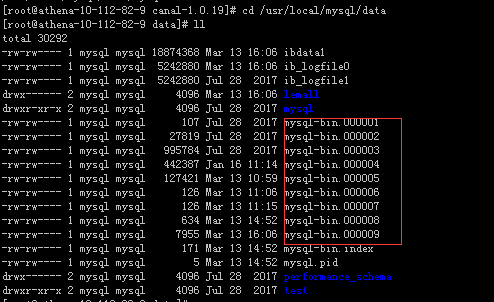 [root@athena-10-112-82-9 canal-1.0.19]# cd /usr/local/mysql/data
[root@athena-10-112-82-9 data]# ll
total 30292
-rw-rw---- 1 mysql mysql 18874368 Mar 13 16:06 ibdata1
-rw-rw---- 1 mysql mysql 5242880 Mar 13 16:06 ib_logfile0
-rw-rw---- 1 mysql mysql 5242880 Jul 28 2017 ib_logfile1
drwx------ 2 mysql mysql 4096 Mar 13 16:06 lemall
drwxr-xr-x 2 mysql mysql 4096 Jul 28 2017 mysql
-rw-rw---- 1 mysql mysql 107 Jul 28 2017 mysql-bin.000001
-rw-rw---- 1 mysql mysql 27819 Jul 28 2017 mysql-bin.000002
-rw-rw---- 1 mysql mysql 995784 Jul 28 2017 mysql-bin.000003
-rw-rw---- 1 mysql mysql 442387 Jan 16 11:14 mysql-bin.000004
-rw-rw---- 1 mysql mysql 127421 Mar 13 10:59 mysql-bin.000005
-rw-rw---- 1 mysql mysql 126 Mar 13 11:06 mysql-bin.000006
-rw-rw---- 1 mysql mysql 126 Mar 13 11:15 mysql-bin.000007
-rw-rw---- 1 mysql mysql 634 Mar 13 14:52 mysql-bin.000008
-rw-rw---- 1 mysql mysql 7955 Mar 13 16:06 mysql-bin.000009
-rw-rw---- 1 mysql mysql 171 Mar 13 14:52 mysql-bin.index
-rw-rw---- 1 mysql mysql 5 Mar 13 14:52 mysql.pid
drwx------ 2 mysql mysql 4096 Jul 28 2017 performance_schema
drwxr-xr-x 2 mysql mysql 4096 Jul 28 2017 test